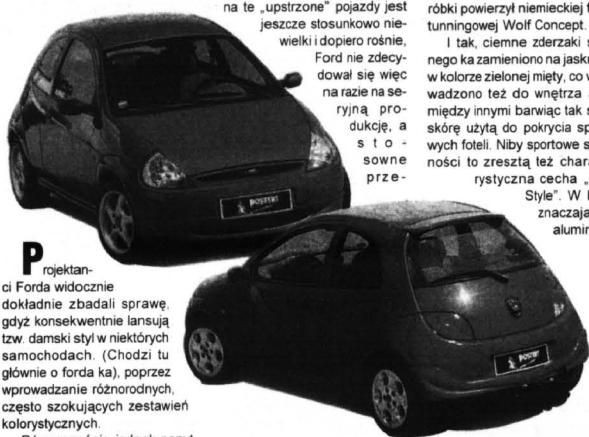 Projektan-
ci Forda widocznie
dokładnie zbadali sprawę,
gdyż konsekwentnie lansują
tzw. damski styl w niektórych
samochodach. (Chodzi tu
głównie o forda ka), poprzez
wprowadzanie różnorodnych,
często szokujących zestawień
kolorystycznych.
na te „upstrzone” pojazdy jest
jeszcze stosunkowo nie-
wielki i dopiero rośnie,
Ford nie zdecy-
dował się więc
na razie na se-
ryjną pro-
dukcję, a
sto-
sowne
prze-
róbki powierzył niemieckiej
tunningowej Wolf Concept.
I tak, ciemne zderzaki s
nego ka zamieniono na jaskr
w kolorze zielonej mięty, co w
wadzono też do wnętrza
między innymi barwiąc tak s
skórę użytą do pokrycia sp
wych foteli. Niby sportowe s
ności to zresztą też chara
rystyczna cecha „
Style”. W
znaczają
alumin